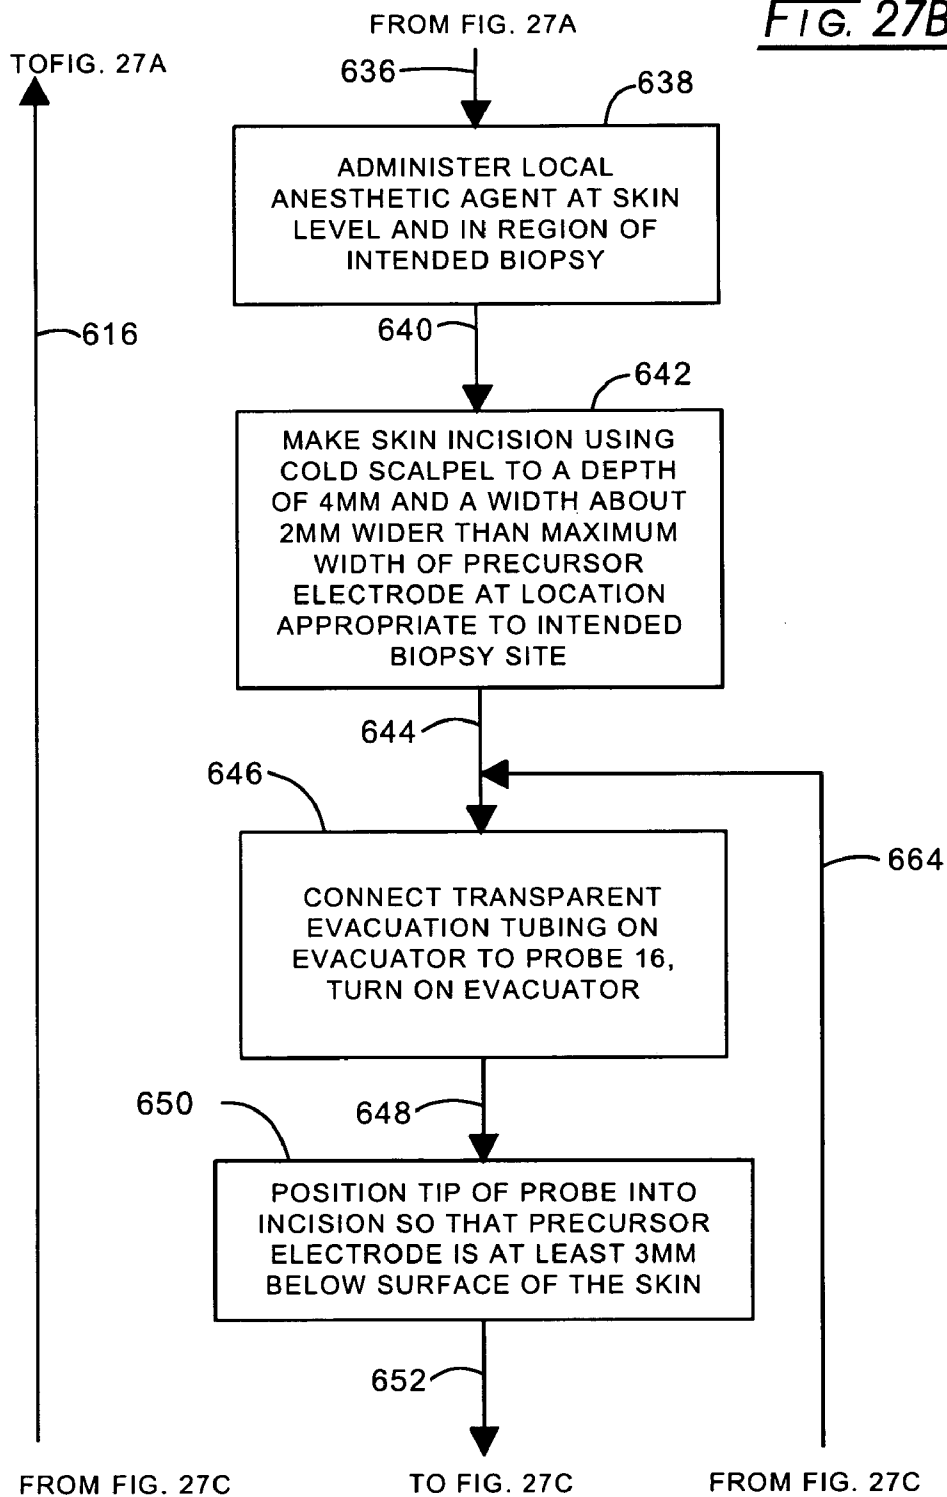 FIG. 27B
FROM FIG. 27A
TOFIG. 27A
636
638
ADMINISTER LOCAL
ANESTHETIC AGENT AT SKIN
LEVEL AND IN REGION OF
INTENDED BIOPSY
616
640
642
MAKE SKIN INCISION USING
COLD SCALPEL TO A DEPTH
OF 4MM AND A WIDTH ABOUT
2MM WIDER THAN MAXIMUM
WIDTH OF PRECURSOR
ELECTRODE AT LOCATION
APPROPRIATE TO INTENDED
BIOPSY SITE
644
646
664
CONNECT TRANSPARENT
EVACUATION TUBING ON
EVACUATOR TO PROBE 16,
TURN ON EVACUATOR
650
648
POSITION TIP OF PROBE INTO
INCISION SO THAT PRECURSOR
ELECTRODE IS AT LEAST 3MM
BELOW SURFACE OF THE SKIN
652
FROM FIG. 27C
TO FIG. 27C
FROM FIG. 27C